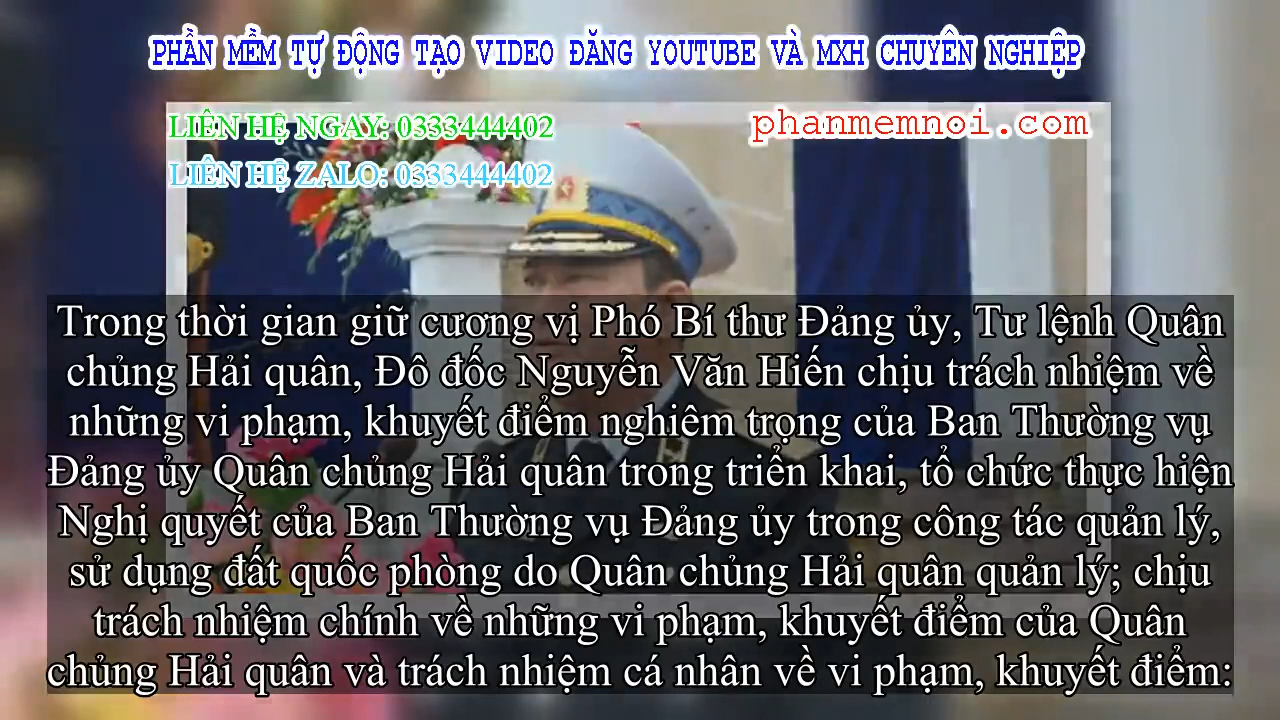 PHẦN MỀM TỰ ĐỘNG TẠO VIDEO ĐĂNG YOUTUBE VÀ MXH CHUYÊN NGHIỆP
LIÊN HỆ NGAY: 0333444402
phanmemnoi.com
LIÊN HỆ ZALO: 0333444402
Trong thời gian giữ cương vị Phó Bí thư Đảng ủy, Tư lệnh Quân
chủng Hải quân, Đô đốc Nguyễn Văn Hiến chịu trách nhiệm về
những vi phạm, khuyết điểm nghiêm trọng của Ban Thường vụ
Đảng ủy Quân chủng Hải quân trong triển khai, tổ chức thực hiện
Nghị quyết của Ban Thường vụ Đảng ủy trong công tác quản lý,
sử dụng đất quốc phòng do Quân chủng Hải quân quản lý; chịu
trách nhiệm chính về những vi phạm, khuyết điểm của Quân
chủng Hải quân và trách nhiệm cá nhân về vi phạm, khuyết điểm: